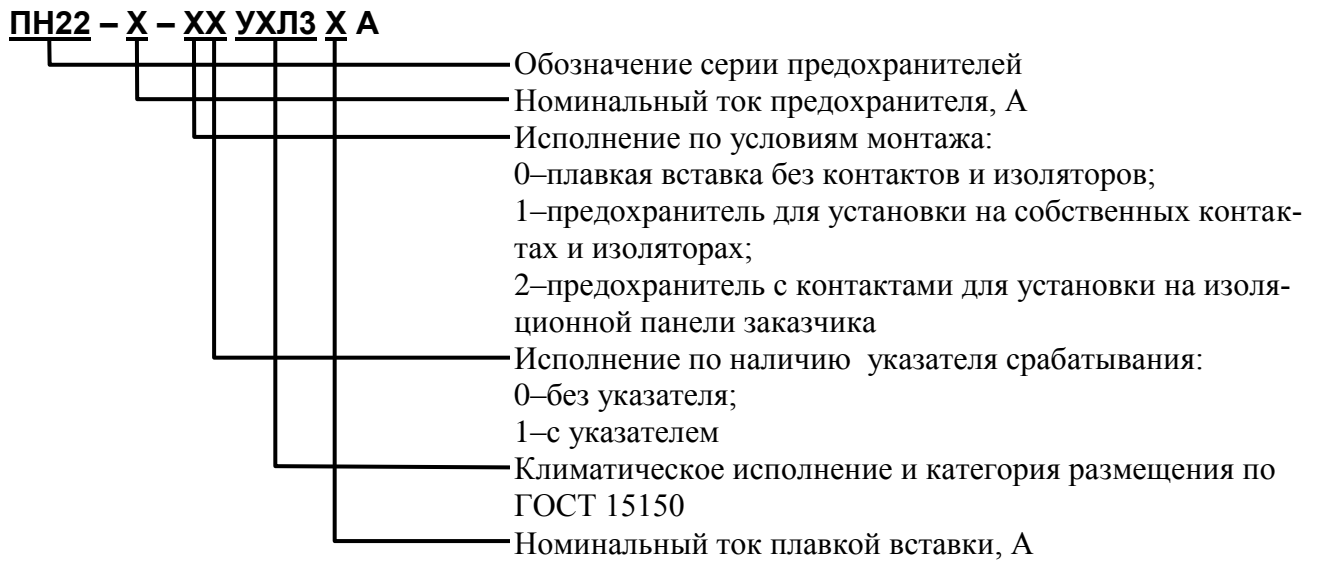 ПН22 – Х – ХХ УХЛ3 Х А
Обозначение серии предохранителей
Номинальный ток предохранителя, А
Исполнение по условиям монтажа:
0–плавкая вставка без контактов и изоляторов;
1–предохранитель для установки на собственных контак-
тах и изоляторах;
2–предохранитель с контактами для установки на изоля-
ционной панели заказчика
Исполнение по наличию указателя срабатывания:
0–без указателя;
1–с указателем
Климатическое исполнение и категория размещения по
ГОСТ 15150
Номинальный ток плавкой вставки, А